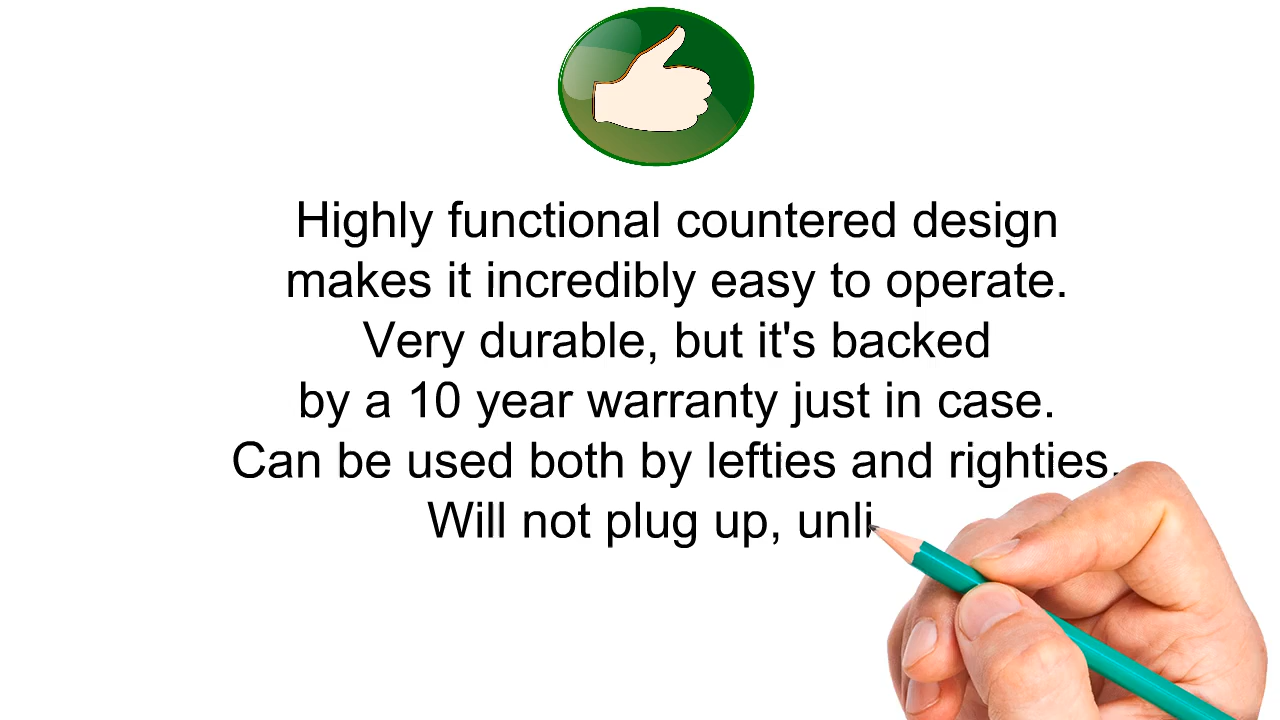 Highly functional countered design
makes it incredibly easy to operate.
Very durable, but it's backed
by a 10 year warranty just in case.
Can be used both by lefties and righties.
Will not plug up, unli